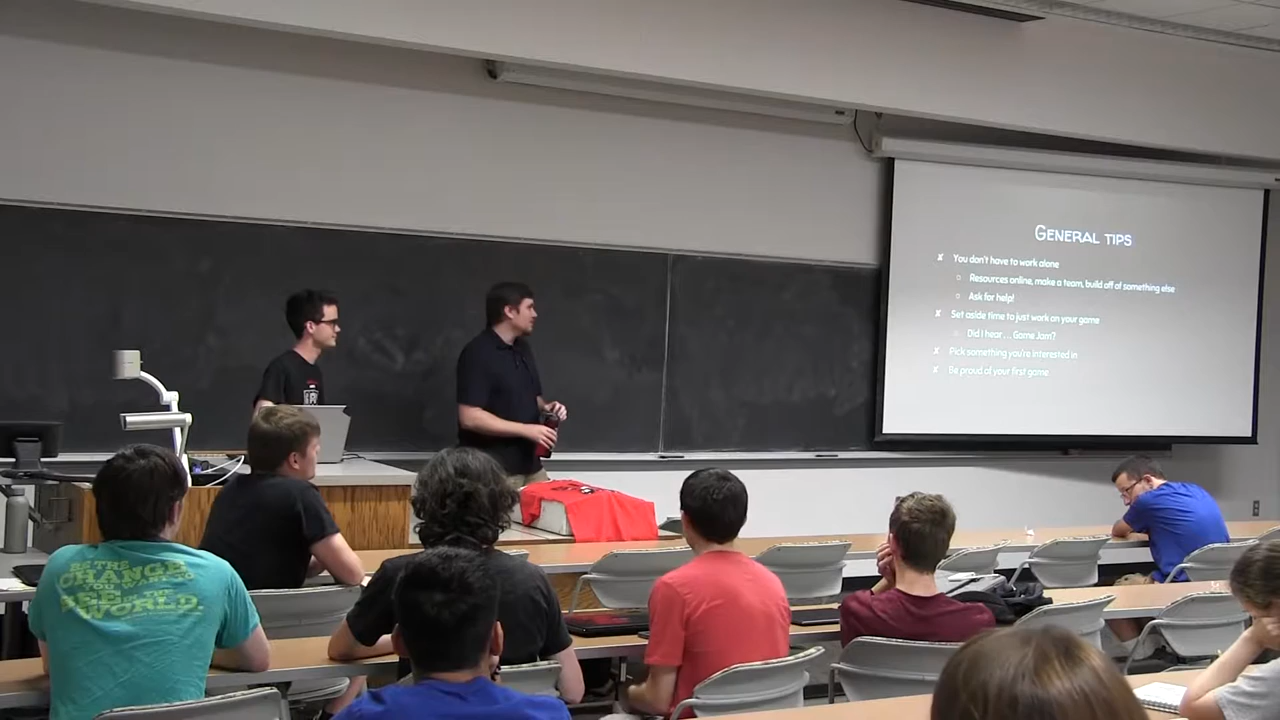 GENERAL TIPS
You don't have to work alone
Resources online, make a team, build off of something else
Ask for help!
Set aside time to just work on your game
Did I hear... Game Jam?
Pick something you're interested in
Be proud of your first game
BE THE
CHANGE
YOU WANT TO
SEE IN THE
WORLD.